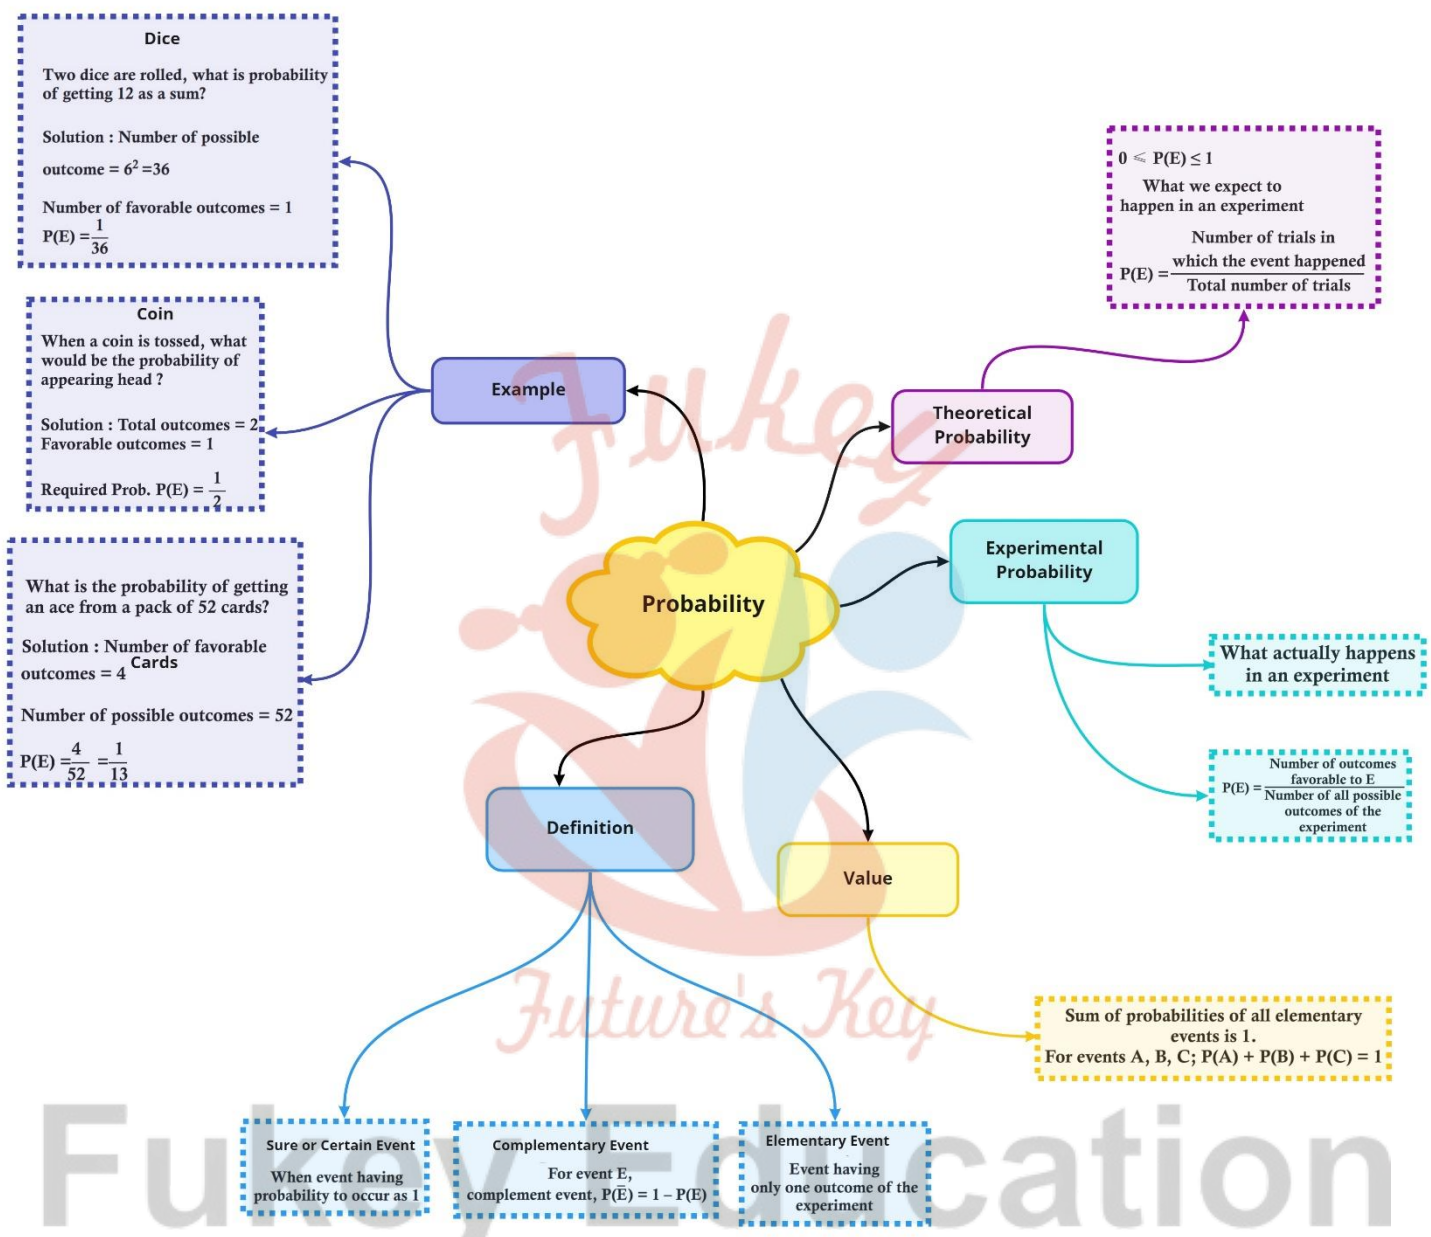 Dice
Two dice are rolled, what is probability
of getting 12 as a sum?
Solution : Number of possible
outcome = 6² =36
Number of favorable outcomes = 1
P(E) = 1/36
Coin
When a coin is tossed, what
would be the probability of
appearing head ?
Solution : Total outcomes = 2
Favorable outcomes = 1
Required Prob. P(E) = 1/2
What is the probability of getting
an ace from a pack of 52 cards?
Solution : Number of favorable
outcomes = 4
Cards
Number of possible outcomes = 52
P(E) = 4/52 = 1/13
Example
Probability
Theoretical
Probability
0 ⩽ P(E) ≤ 1
What we expect to
happen in an experiment
Number of trials in
which the event happened
P(E) =
Total number of trials
Experimental
Probability
What actually happens
in an experiment
Number of outcomes
favorable to E
P(E) =
Number of all possible
outcomes of the
experiment
Definition
Value
Sum of probabilities of all elementary
events is 1.
For events A, B, C; P(A) + P(B) + P(C) = 1
Sure or Certain Event
When event having
probability to occur as 1
Complementary Event
For event E,
complement event, P(E̅) = 1 – P(E)
Elementary Event
Event having
only one outcome of the
experiment
Fukey
Future's Key
Fukey Education